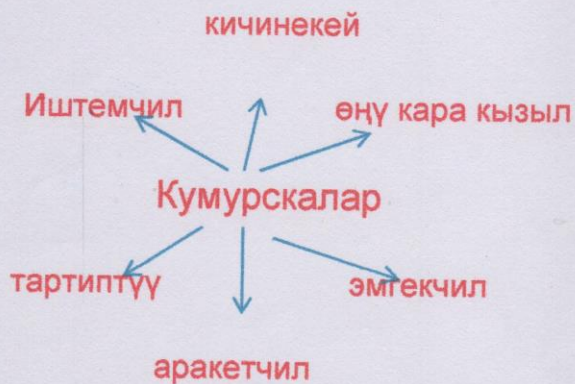 кичинекей
Иштемчил
өңү кара кызыл
Кумурскалар
тартиптүү
эмгекчил
аракетчил